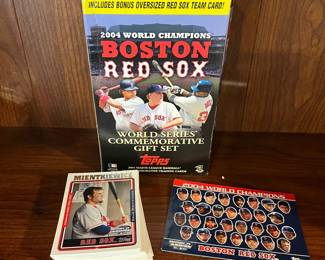 INCLUDES BONUS OVERSIZED RED SOX TEAM CARD!
2004 WORLD CHAMPIONS
BOSTON
RED SOX
WORLD SERIES
COMMEMORATIVE
GIFT SET
Topps
MIENTKIEWICZ
RED SOX
2004 WORLD CHAMPIONS
BOSTON RED SOX